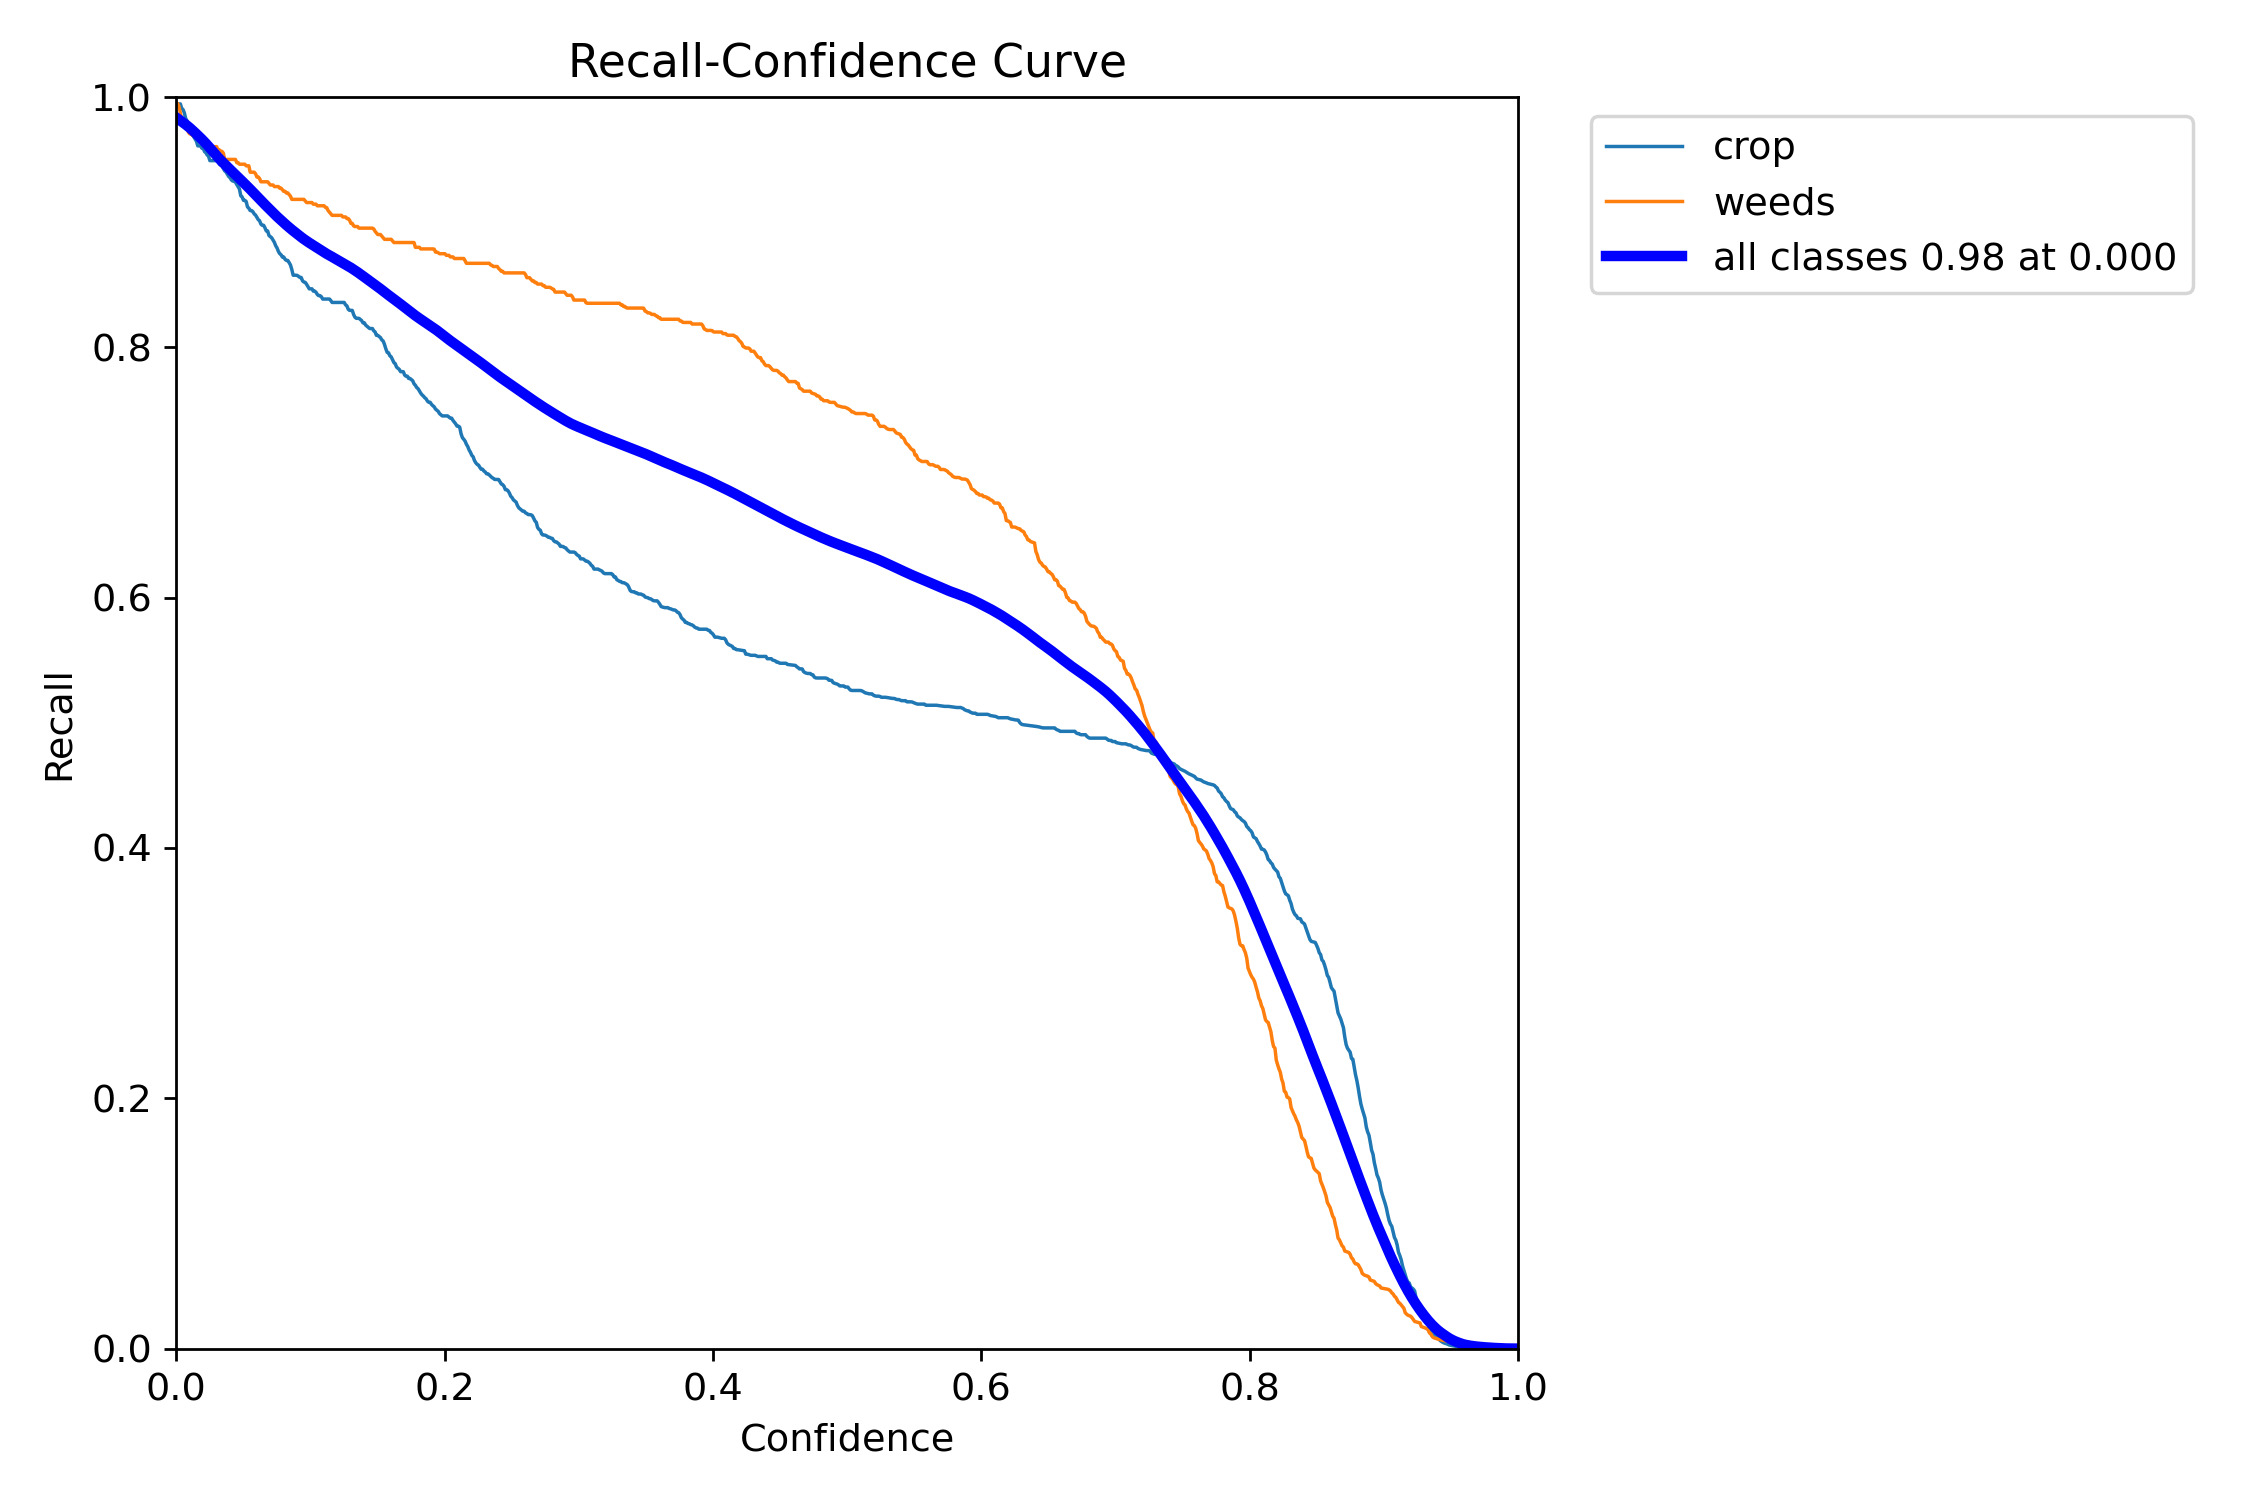 Recall-Confidence Curve
1.0
0.8
0.6
0.4
0.2
0.0
Recall
0.0 0.2 0.4 0.6 0.8 1.0
Confidence
crop
weeds
all classes 0.98 at 0.000